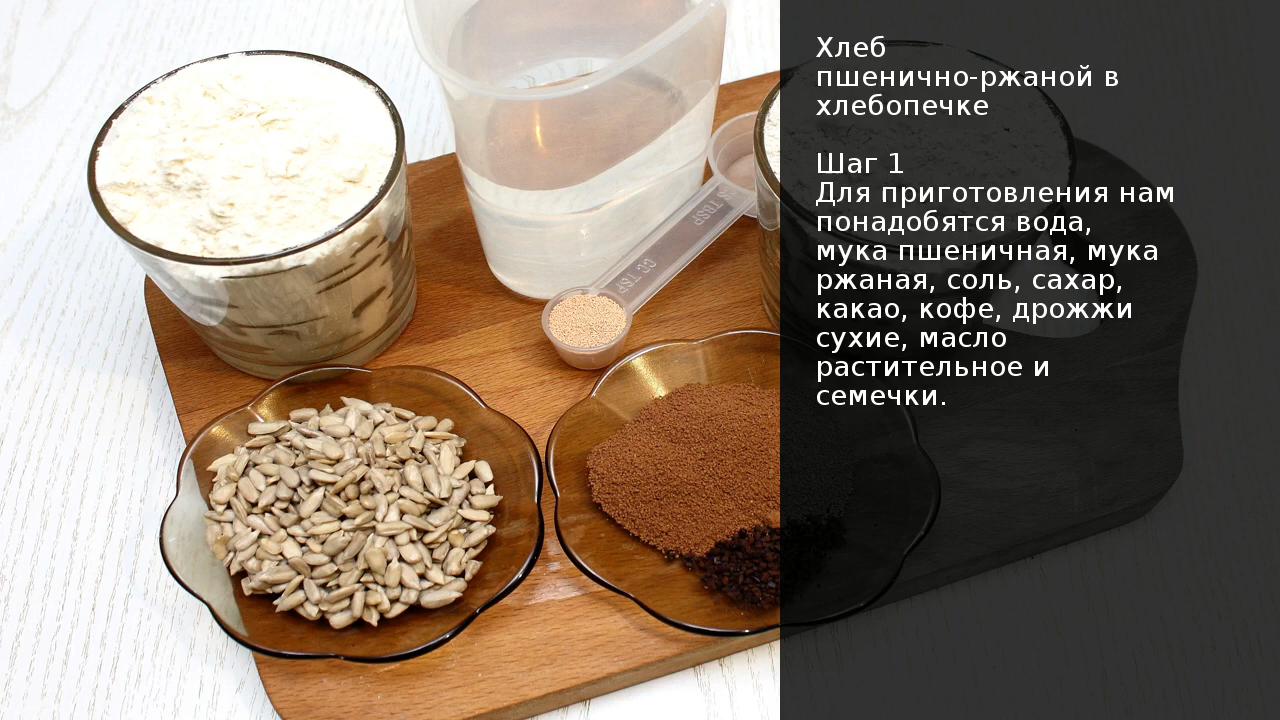 Хлеб
пшенично-ржаной в
хлебопечке
Шаг 1
Для приготовления нам
понадобятся вода,
мука пшеничная, мука
ржаная, соль, сахар,
какао, кофе, дрожжи
сухие, масло
растительное и
семечки.